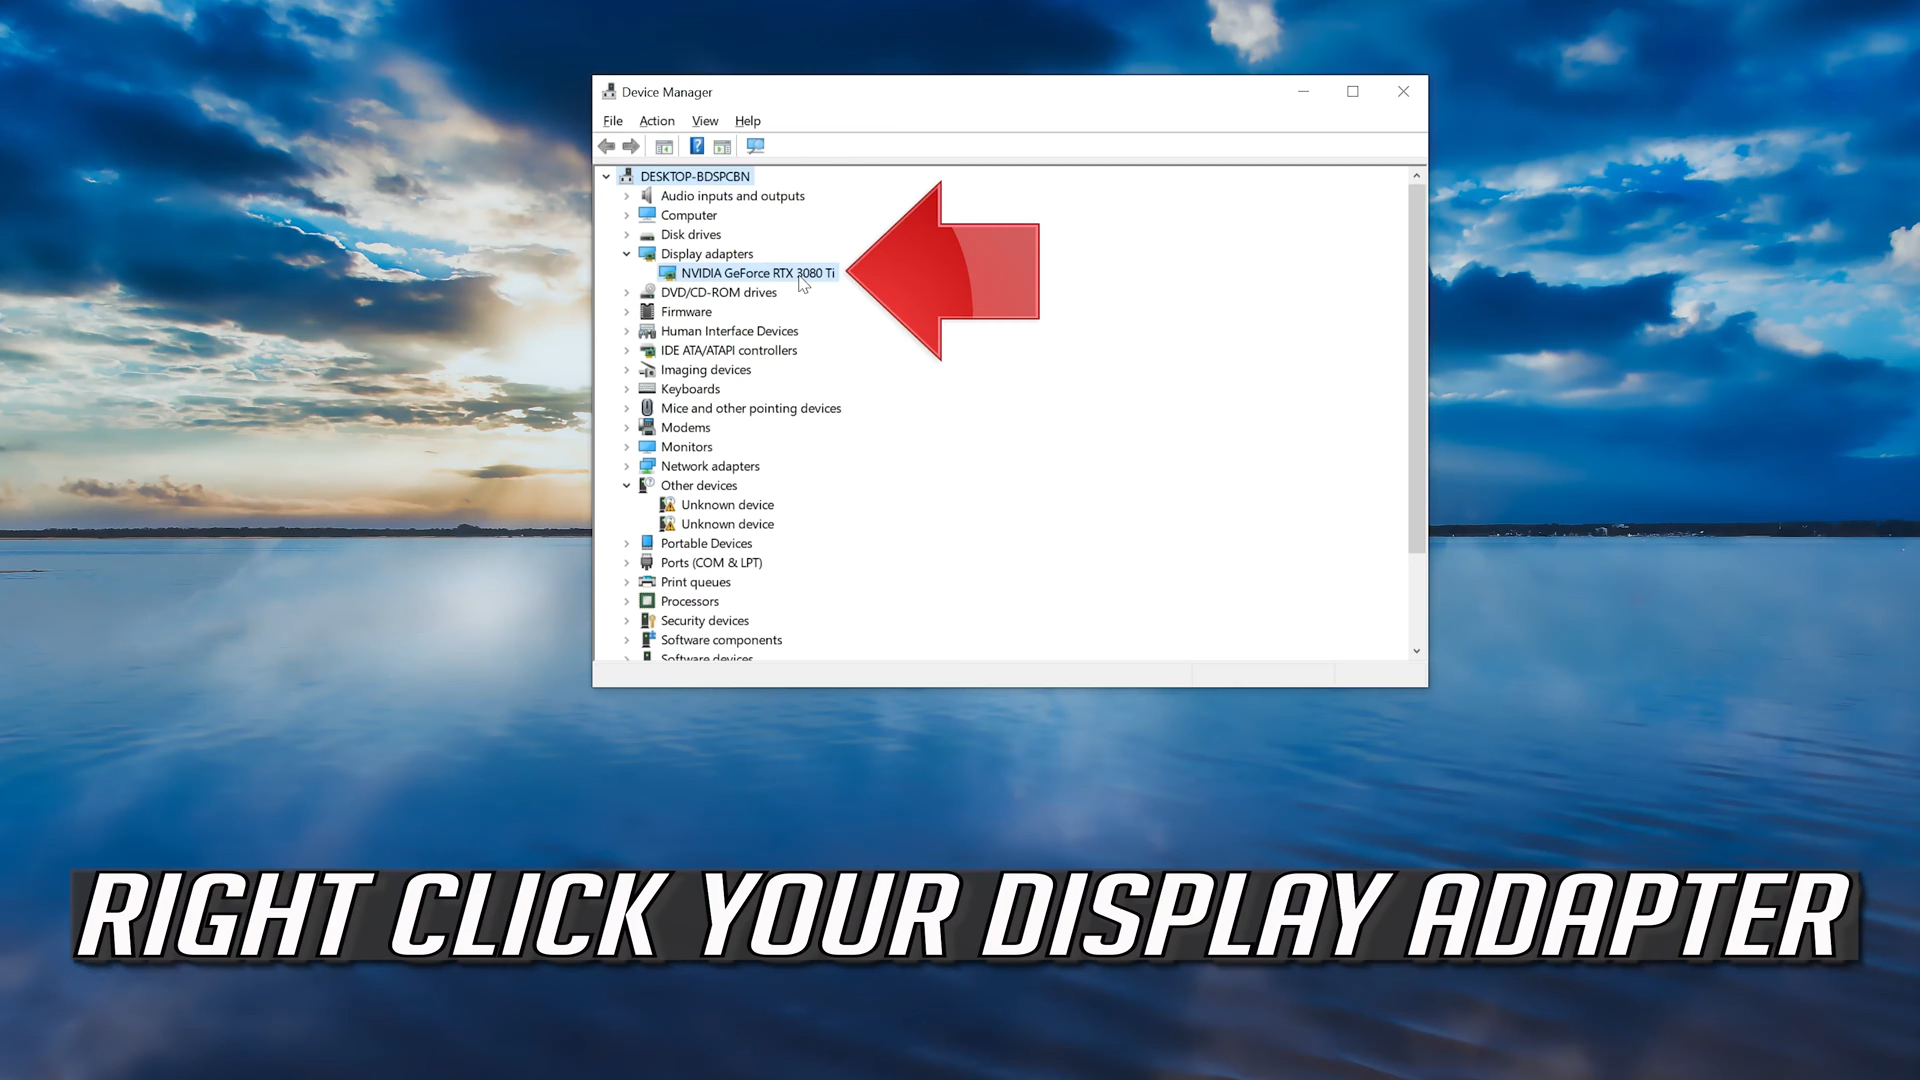 Device Manager
File Action View Help
DESKTOP-BDSPCBN
Audio inputs and outputs
Computer
Disk drives
Display adapters
NVIDIA GeForce RTX 3080 Ti
DVD/CD-ROM drives
Firmware
Human Interface Devices
IDE ATA/ATAPI controllers
Imaging devices
Keyboards
Mice and other pointing devices
Modems
Monitors
Network adapters
Other devices
Unknown device
Unknown device
Portable Devices
Ports (COM & LPT)
Print queues
Processors
Security devices
Software components
Software devices
RIGHT CLICK YOUR DISPLAY ADAPTER